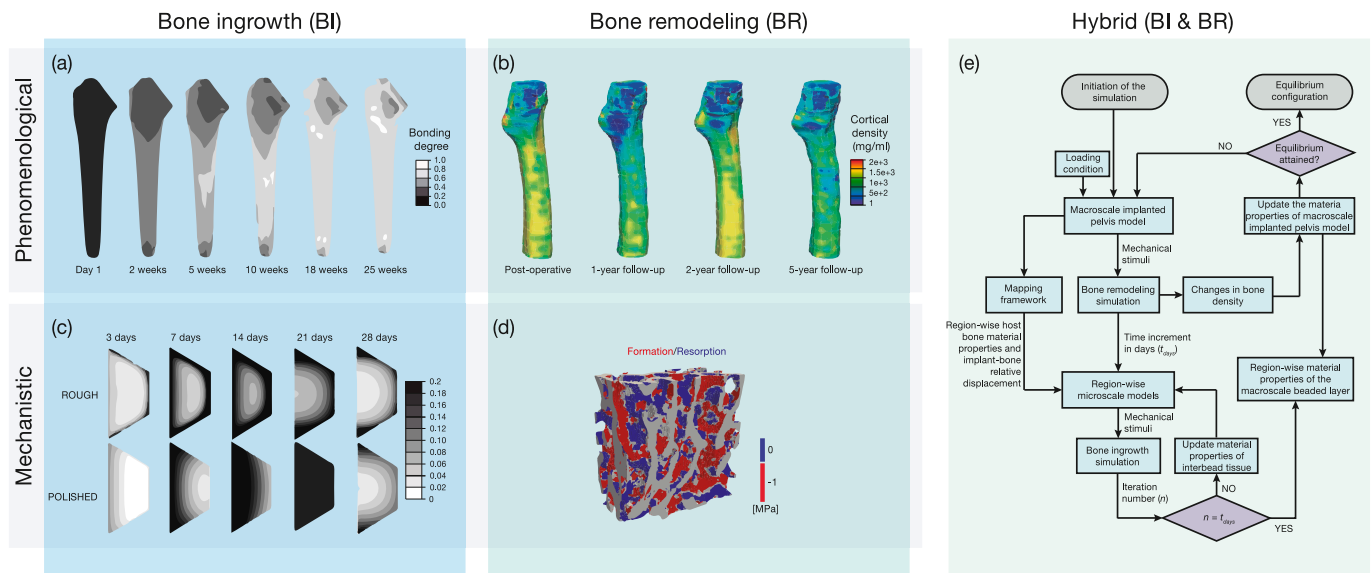 Bone ingrowth (BI)
Bone remodeling (BR)
Hybrid (BI & BR)
Phenomenological
(a)
Bonding
degree
1.0
0.8
0.6
0.4
0.2
0.0
Day 1
2 weeks
5 weeks
10 weeks
18 weeks
25 weeks
(b)
Cortical
density
(mg/ml)
2e+3
1.5e+3
1e+3
5e+2
1
Post-operative
1-year follow-up
2-year follow-up
5-year follow-up
Mechanistic
(c)
3 days
7 days
14 days
21 days
28 days
ROUGH
POLISHED
0.2
0.18
0.16
0.14
0.12
0.10
0.08
0.06
0.04
0.02
0
(d)
Formation/Resorption
0
-1
[MPa]
(e)
Initiation of the
simulation
Equilibrium
configuration
YES
NO
Equilibrium
attained?
Loading
condition
Macroscale implanted
pelvis model
Update the materia
properties of macroscale
implanted pelvis model
Mechanical
stimuli
Mapping
framework
Bone remodeling
simulation
Changes in bone
density
Region-wise host
bone material
properties and
implant-bone
relative
displacement
Time increment
in days (tdays)
Region-wise
microscale models
Region-wise material
properties of the
macroscale beaded layer
Mechanical
stimuli
Bone ingrowth
simulation
Update material
properties of
interbead tissue
Iteration
number (n)
NO
n = tdays
YES